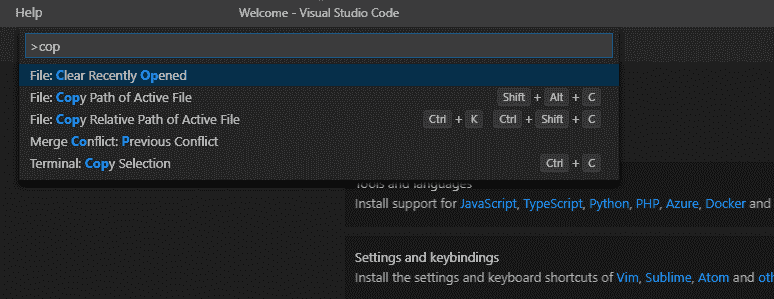 Help Welcome - Visual Studio Code
>cop
File: Clear Recently Opened
File: Copy Path of Active File Shift + Alt + C
File: Copy Relative Path of Active File Ctrl + K Ctrl + Shift + C
Merge Conflict: Previous Conflict
Terminal: Copy Selection Ctrl + C
Tools and languages
Install support for JavaScript, TypeScript, Python, PHP, Azure, Docker and
Settings and keybindings
Install the settings and keyboard shortcuts of Vim, Sublime, Atom and